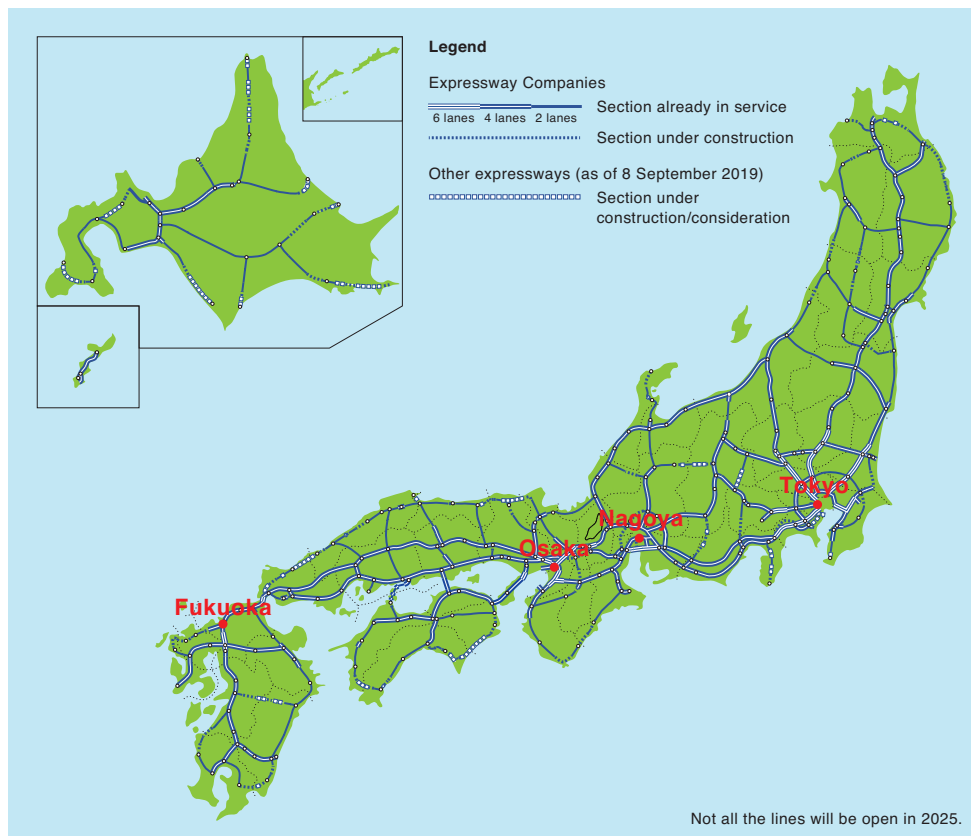 Legend
Expressway Companies
Section already in service
6 lanes 4 lanes 2 lanes
Section under construction
Other expressways (as of 8 September 2019)
Section under
construction/consideration
Tokyo
Nagoya
Osaka
Fukuoka
Not all the lines will be open in 2025.